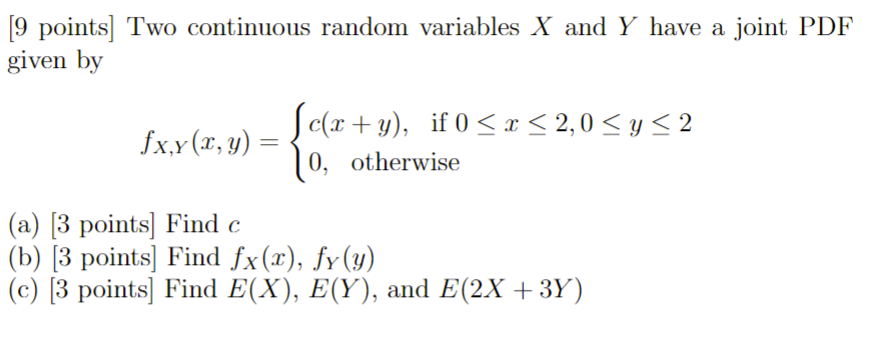 [9 points] Two continuous random variables X and Y have a joint PDF
given by
f_{X,Y}(x, y) = { c(x + y), if 0 ≤ x ≤ 2, 0 ≤ y ≤ 2
0, otherwise
(a) [3 points] Find c
(b) [3 points] Find f_X(x), f_Y(y)
(c) [3 points] Find E(X), E(Y), and E(2X + 3Y)